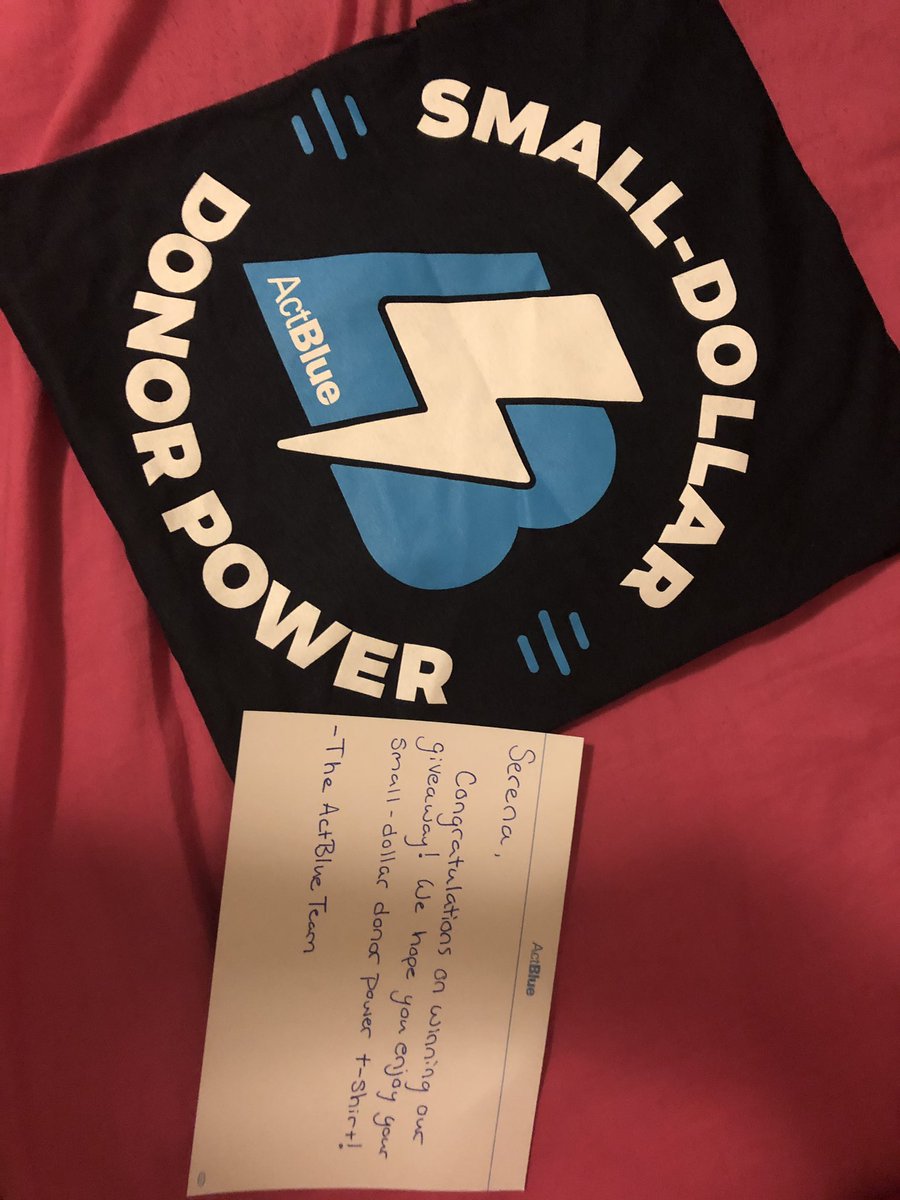 SMALL-DOLLAR
DONOR POWER
ActBlue
ActBlue
Serena,
Congratulations on winning our
giveaway! We hope you enjoy your
small-dollar donor power t-shirt!
-The ActBlue Team